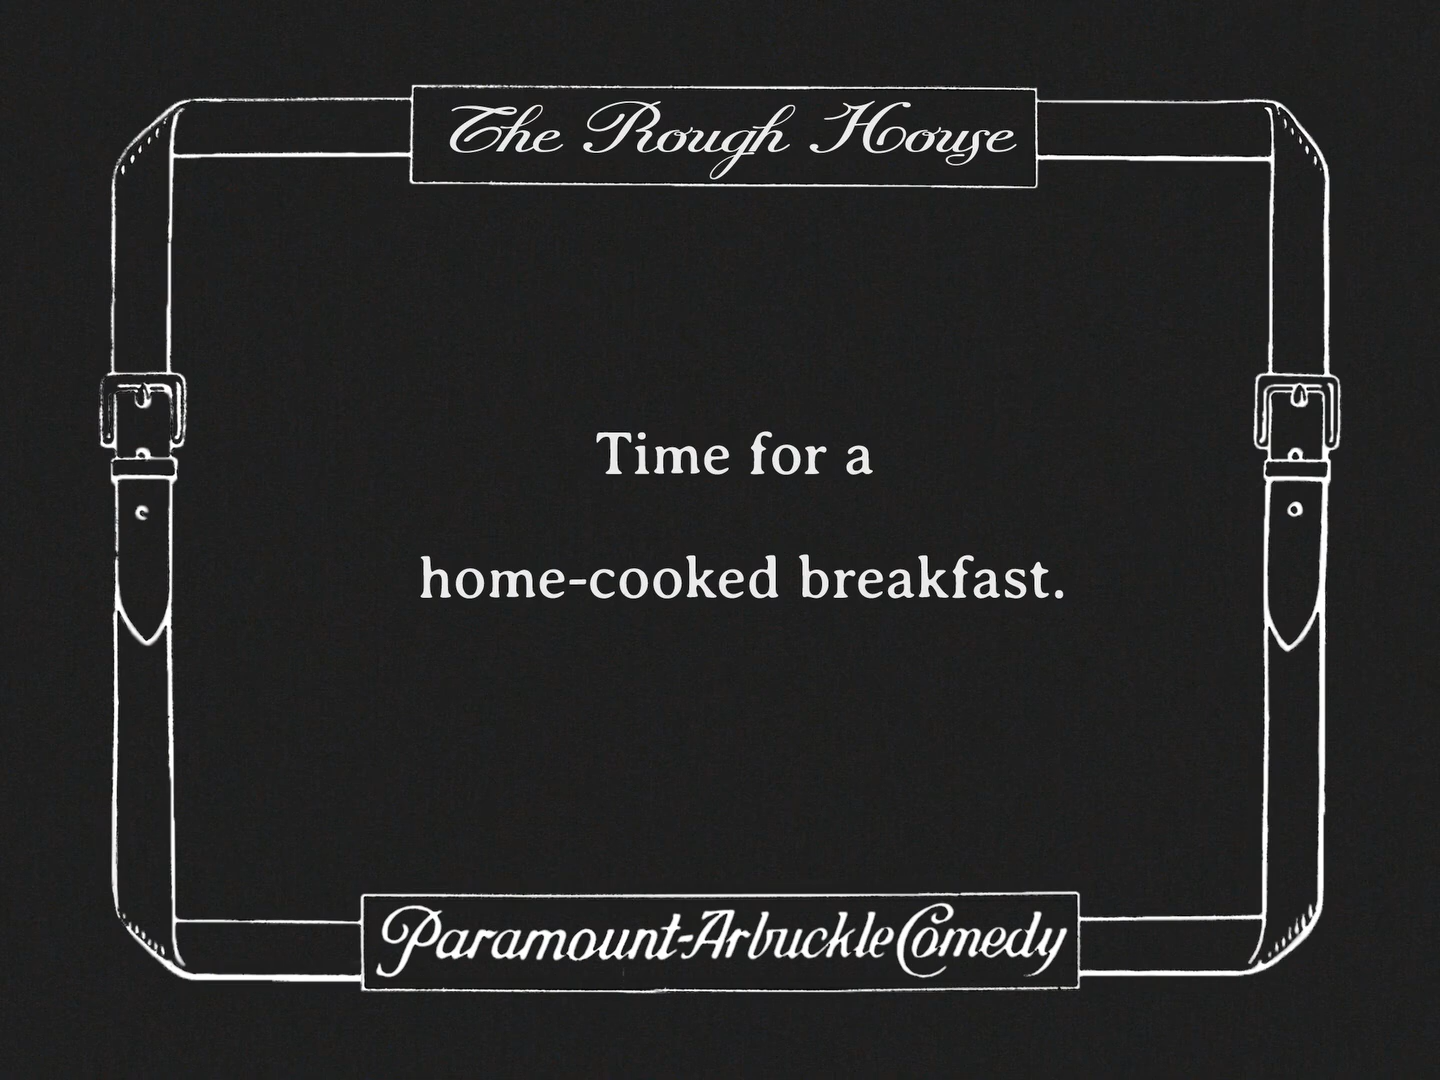 The Rough House
Time for a
home-cooked breakfast.
Paramount-Arbuckle Comedy